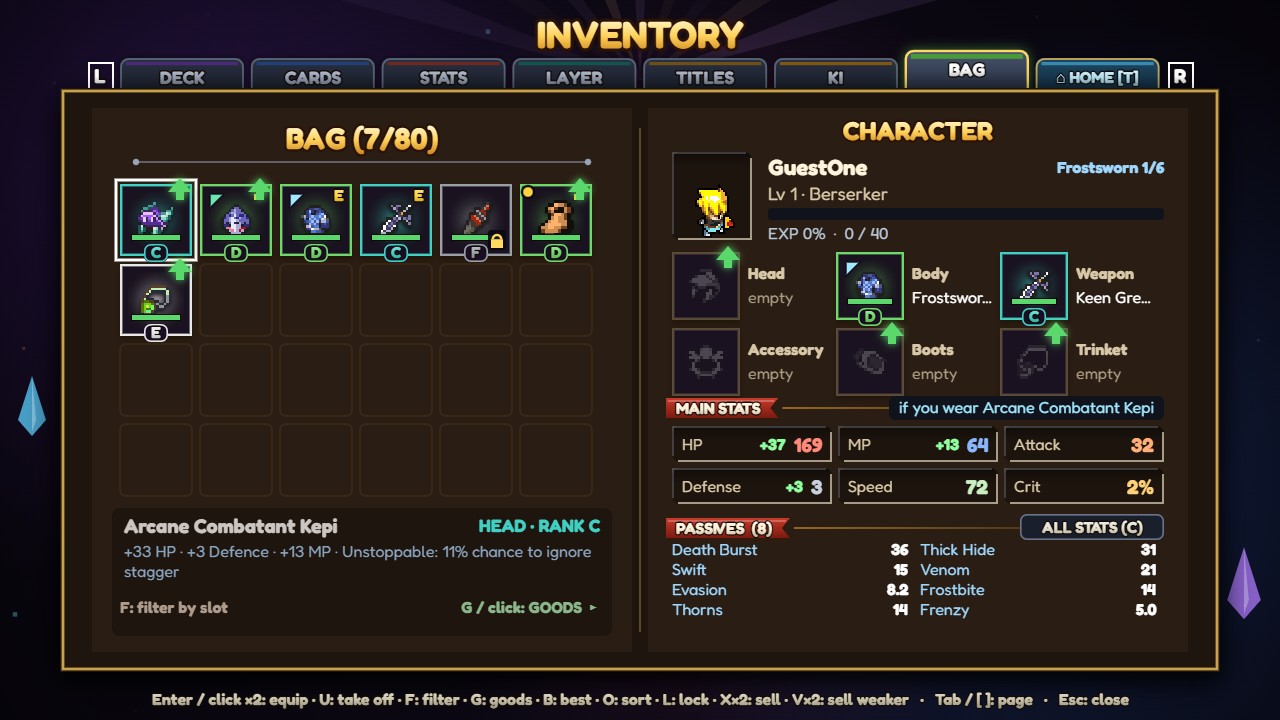 INVENTORY
L DECK CARDS STATS LAYER TITLES KI BAG ⌂ HOME [T] R
BAG (7/80)
C D E D E C F D
E
Arcane Combatant Kepi HEAD · RANK C
+33 HP · +3 Defence · +13 MP · Unstoppable: 11% chance to ignore
stagger
F: filter by slot G / click: GOODS ►
CHARACTER
GuestOne Frostsworn 1/6
Lv 1 · Berserker
EXP 0% · 0 / 40
Head Body Weapon
empty Frostswor... Keen Gre...
D C
Accessory Boots Trinket
empty empty empty
MAIN STATS if you wear Arcane Combatant Kepi
HP +37 169 MP +13 64 Attack 32
Defense +3 3 Speed 72 Crit 2%
PASSIVES (8) ALL STATS (C)
Death Burst 36 Thick Hide 31
Swift 15 Venom 21
Evasion 8.2 Frostbite 14
Thorns 14 Frenzy 5.0
Enter / click x2: equip · U: take off · F: filter · G: goods · B: best · O: sort · L: lock · Xx2: sell · Vx2: sell weaker · Tab / [ ]: page · Esc: close